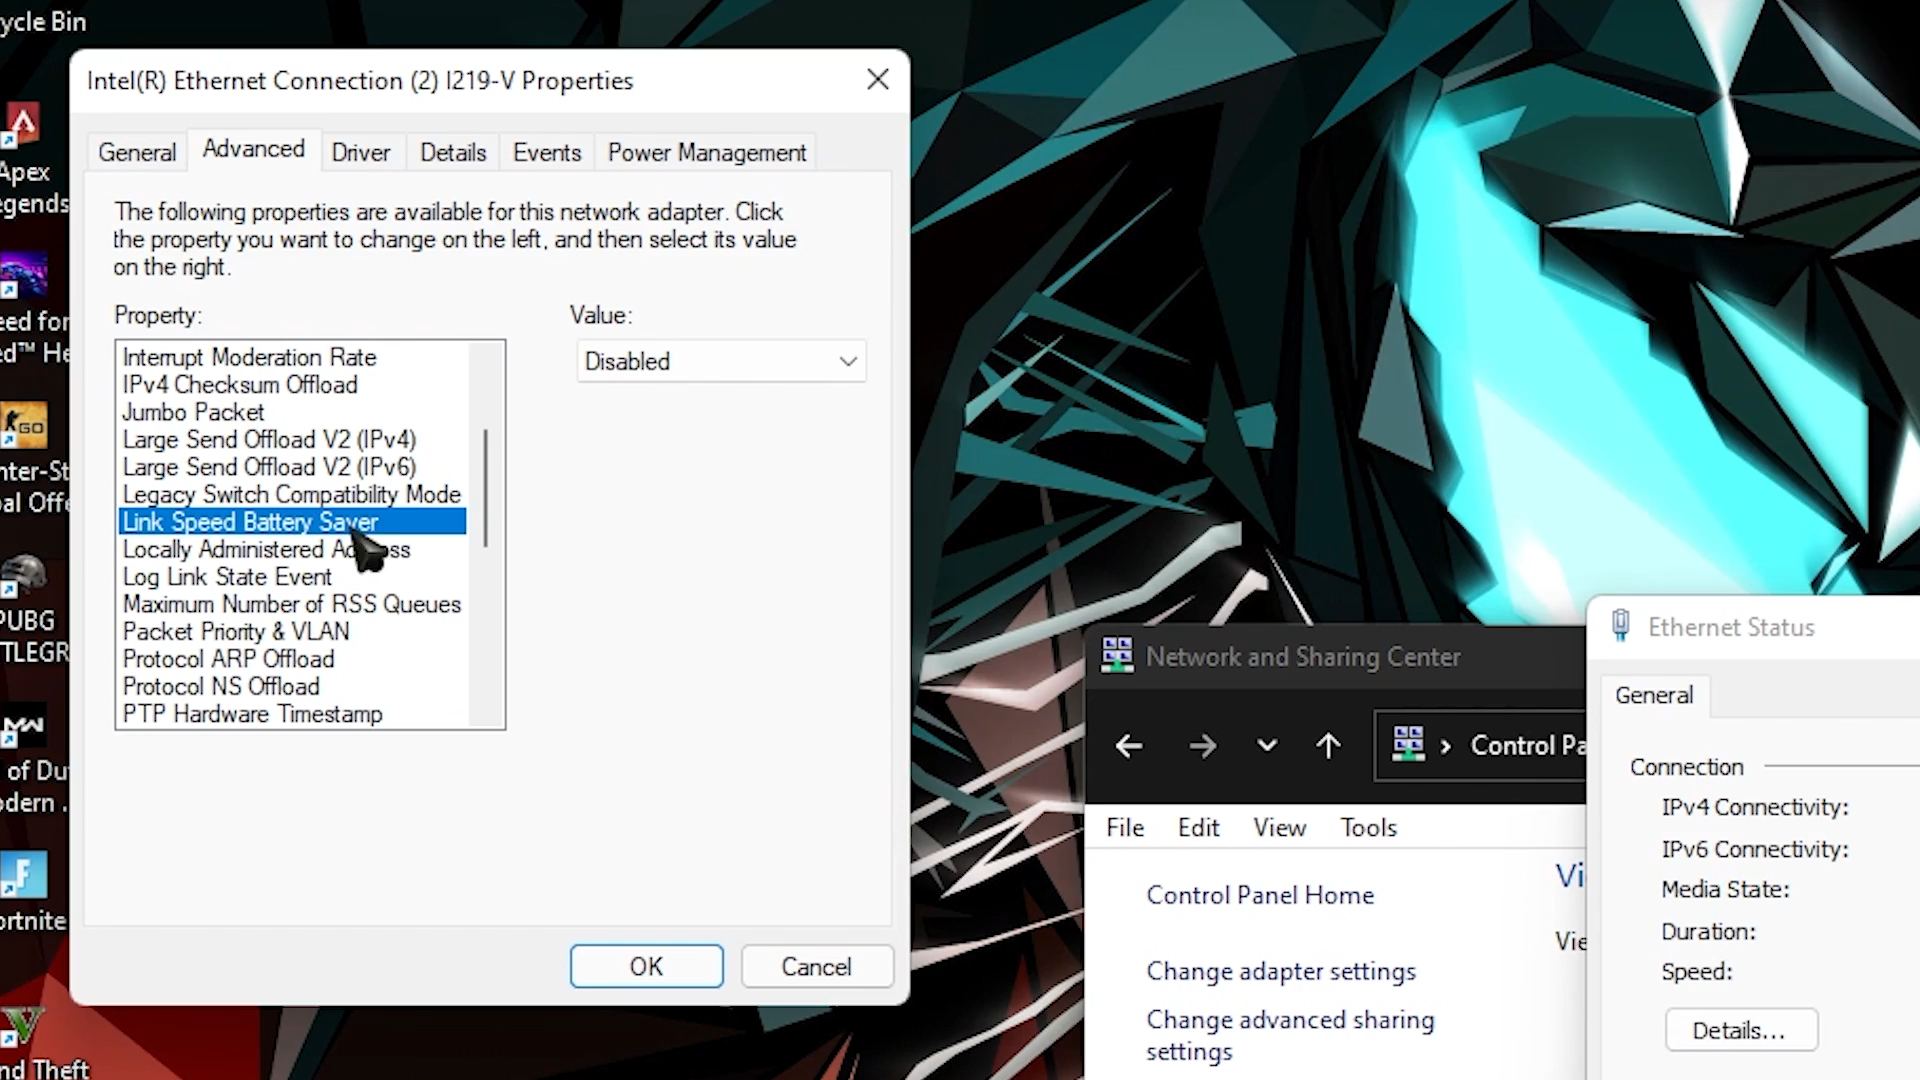 ycle Bin
Intel(R) Ethernet Connection (2) I219-V Properties
General
Advanced
Driver
Details
Events
Power Management
The following properties are available for this network adapter. Click
the property you want to change on the left, and then select its value
on the right.
Property:
Value:
Interrupt Moderation Rate
IPv4 Checksum Offload
Jumbo Packet
Large Send Offload V2 (IPv4)
Large Send Offload V2 (IPv6)
Legacy Switch Compatibility Mode
Link Speed Battery Saver
Locally Administered Ad ss
Log Link State Event
Maximum Number of RSS Queues
Packet Priority & VLAN
Protocol ARP Offload
Protocol NS Offload
PTP Hardware Timestamp
Disabled
OK
Cancel
Apex
egends
eed for
ed™ He
GO
nter-St
al Offe
PUBG
TLEGR
MW
of Du
odern .
F
ortnite
V
nd Theft
Network and Sharing Center
Control Pa
File
Edit
View
Tools
Control Panel Home
Change adapter settings
Change advanced sharing
settings
Vi
Vie
Ethernet Status
General
Connection
IPv4 Connectivity:
IPv6 Connectivity:
Media State:
Duration:
Speed:
Details...